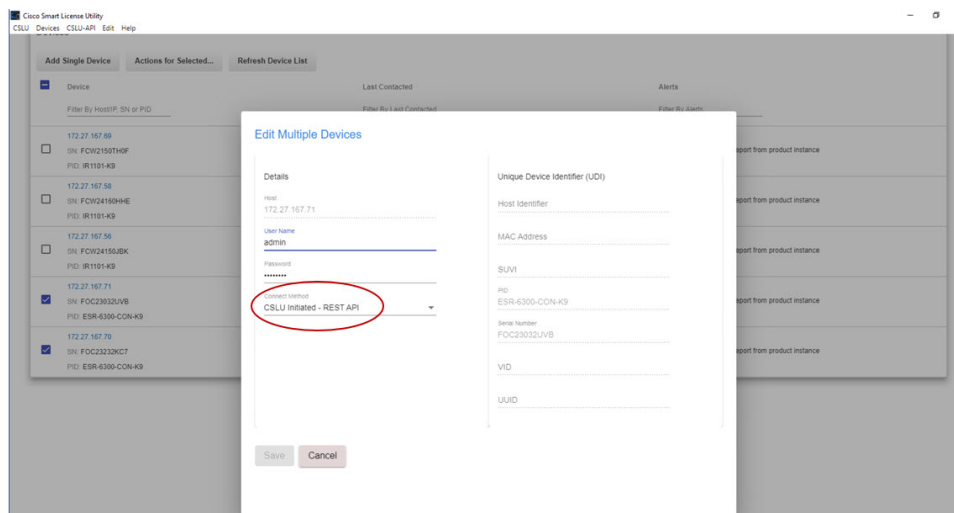 Cisco Smart License Utility
CSLU Devices CSLU-API Edit Help
Add Single Device Actions for Selected... Refresh Device List
Device Last Contacted Alerts
Filter By HostIP, SN or PID Filter By Last Contacted Filter By Alerts
172.27.167.69
SN: FCW2150TH0F
PID: IR1101-K9
eport from product instance
172.27.167.58
SN: FCW24160HHE
PID: IR1101-K9
eport from product instance
172.27.167.56
SN: FCW24150JBK
PID: IR1101-K9
eport from product instance
172.27.167.71
SN: FOC23032UVB
PID: ESR-6300-CON-K9
eport from product instance
172.27.167.70
SN: FOC23232KC7
PID: ESR-6300-CON-K9
eport from product instance
Edit Multiple Devices
Details
Host
172.27.167.71
User Name
admin
Password
••••••••
Connect Method
CSLU Initiated - REST API
Unique Device Identifier (UDI)
Host Identifier
MAC Address
SUVI
PID
ESR-6300-CON-K9
Serial Number
FOC23032UVB
VID
UUID
Save Cancel